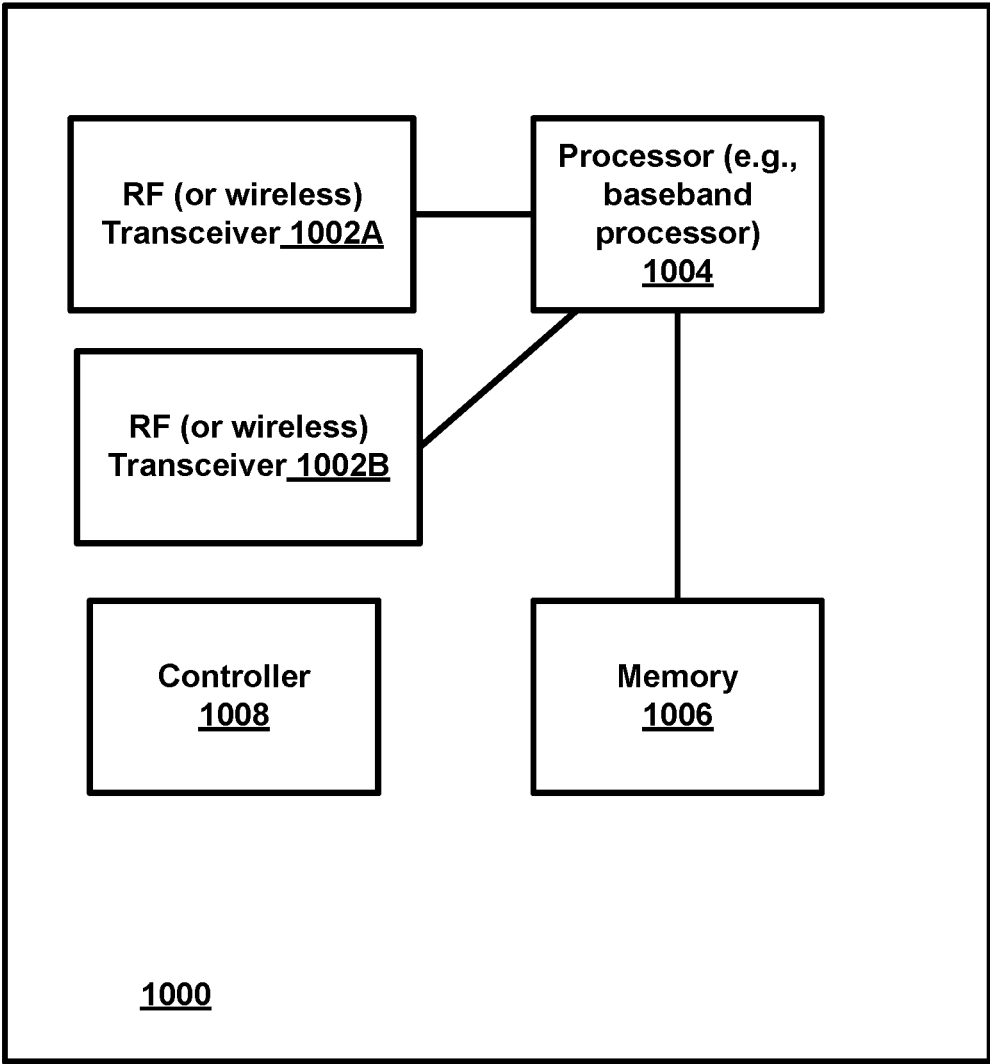 RF (or wireless)
Transceiver 1002A
Processor (e.g.,
baseband
processor)
1004
RF (or wireless)
Transceiver 1002B
Controller
1008
Memory
1006
1000